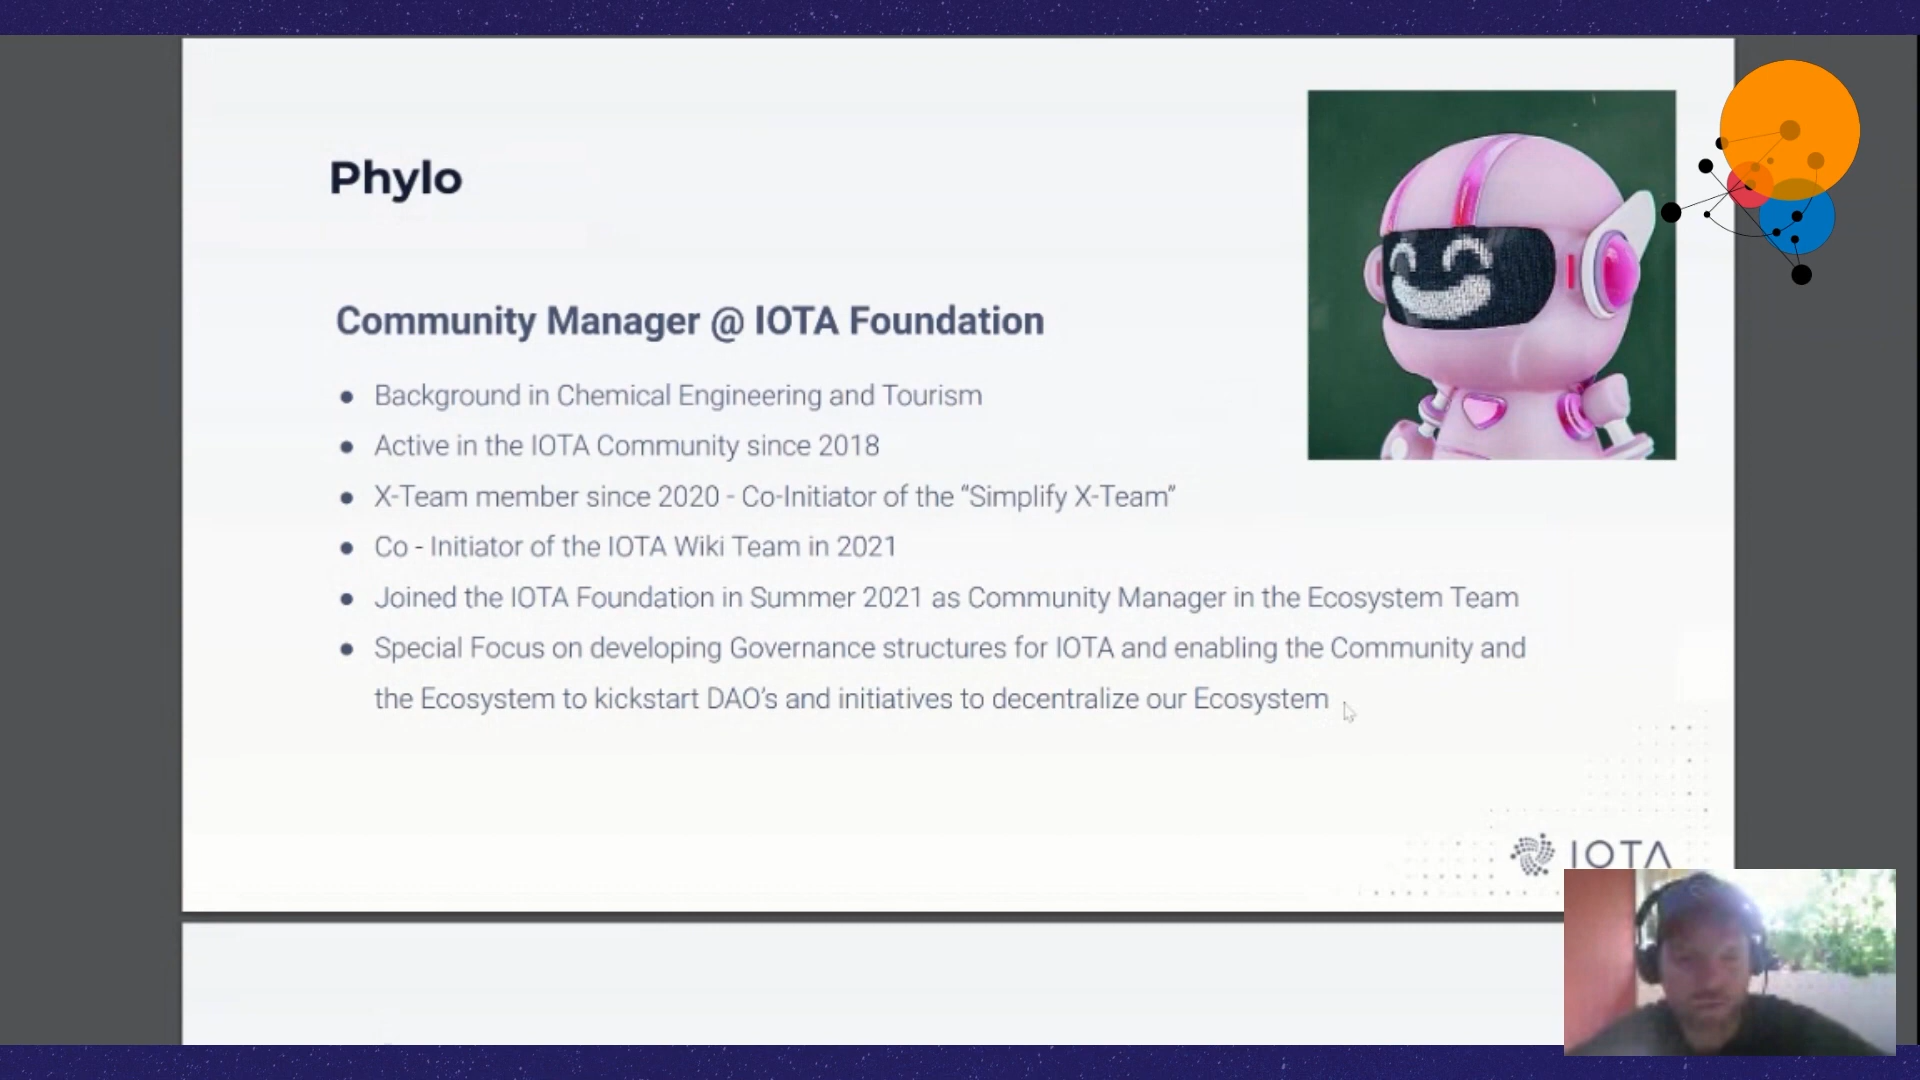 Phylo
Community Manager @ IOTA Foundation
● Background in Chemical Engineering and Tourism
● Active in the IOTA Community since 2018
● X-Team member since 2020 - Co-Initiator of the “Simplify X-Team”
● Co - Initiator of the IOTA Wiki Team in 2021
● Joined the IOTA Foundation in Summer 2021 as Community Manager in the Ecosystem Team
● Special Focus on developing Governance structures for IOTA and enabling the Community and
the Ecosystem to kickstart DAO’s and initiatives to decentralize our Ecosystem
IOTA